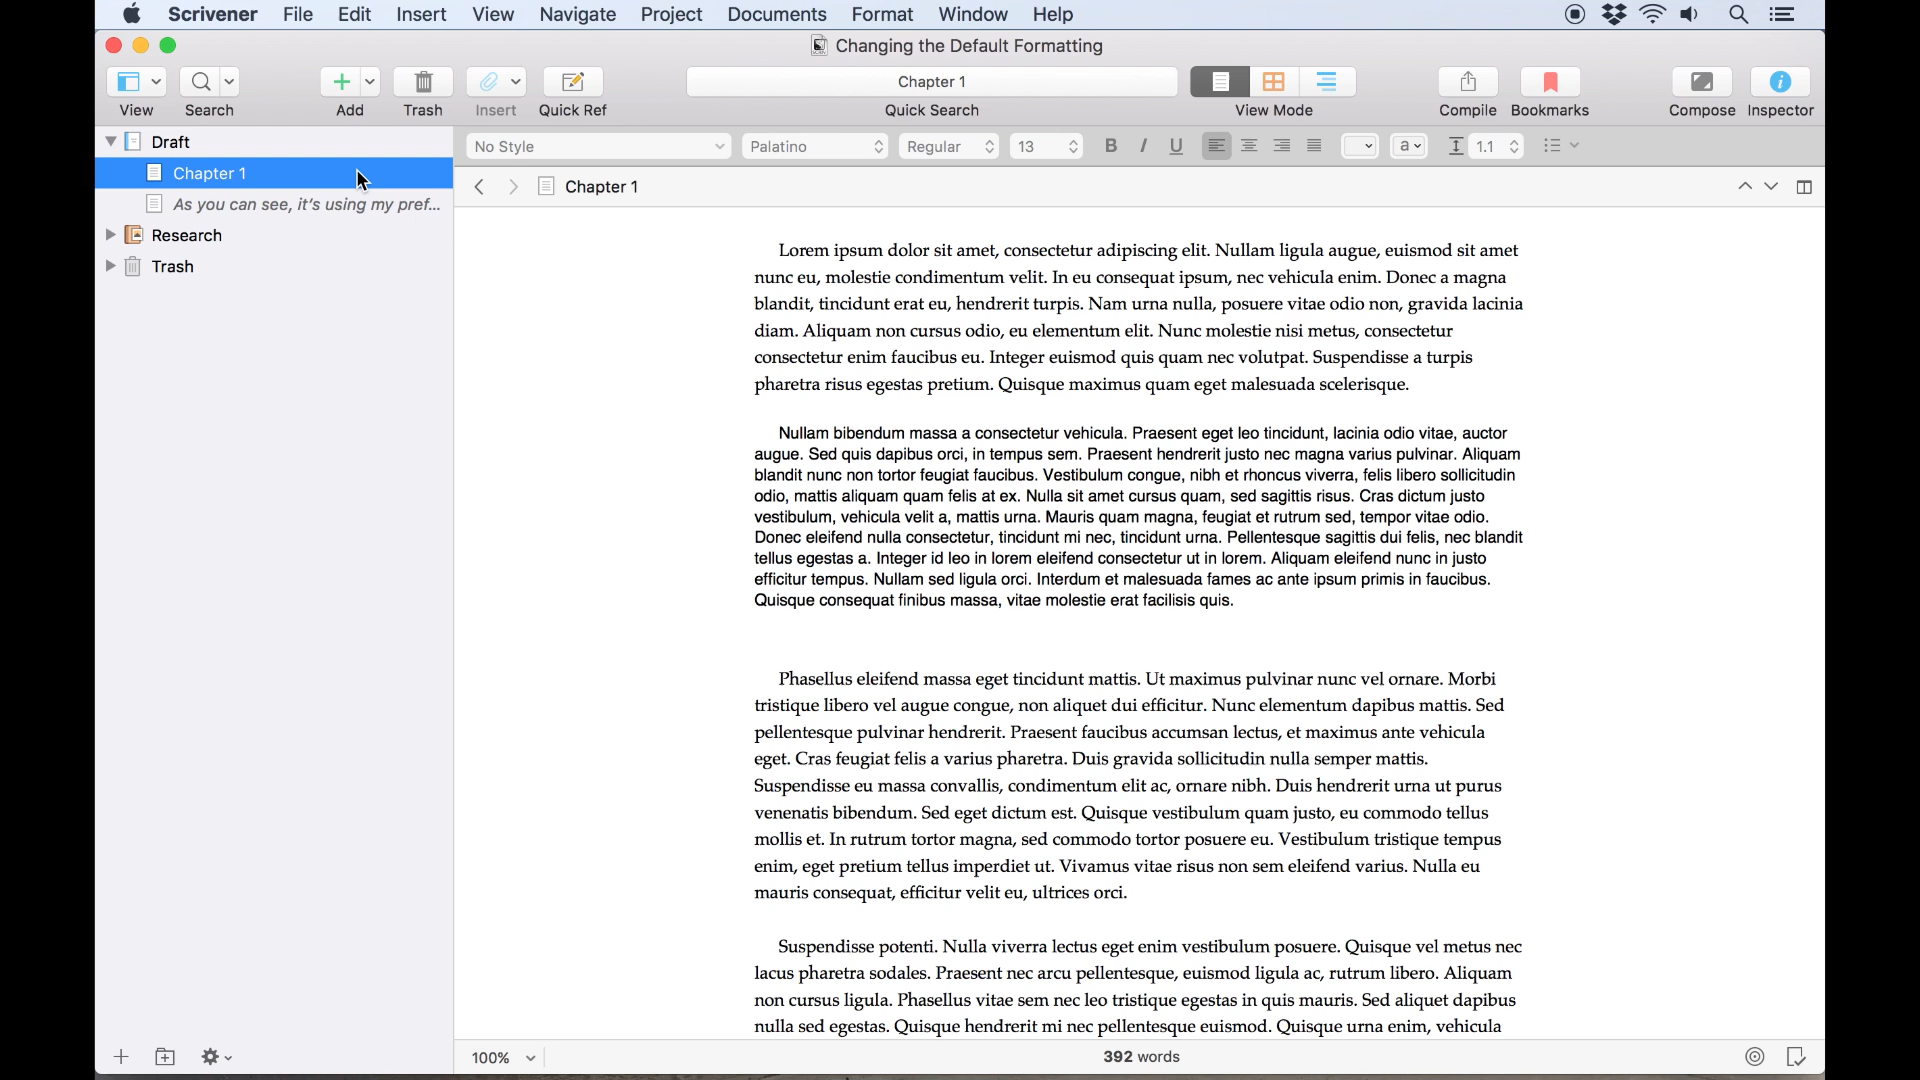 Scrivener File Edit Insert View Navigate Project Documents Format Window Help
Changing the Default Formatting
Chapter 1
View Search Add Trash Insert Quick Ref Quick Search View Mode Compile Bookmarks Compose Inspector
Draft
Chapter 1
As you can see, it's using my pref...
Research
Trash
No Style Palatino Regular 13 B I U a 1.1
Chapter 1
Lorem ipsum dolor sit amet, consectetur adipiscing elit. Nullam ligula augue, euismod sit amet
nunc eu, molestie condimentum velit. In eu consequat ipsum, nec vehicula enim. Donec a magna
blandit, tincidunt erat eu, hendrerit turpis. Nam urna nulla, posuere vitae odio non, gravida lacinia
diam. Aliquam non cursus odio, eu elementum elit. Nunc molestie nisi metus, consectetur
consectetur enim faucibus eu. Integer euismod quis quam nec volutpat. Suspendisse a turpis
pharetra risus egestas pretium. Quisque maximus quam eget malesuada scelerisque.
Nullam bibendum massa a consectetur vehicula. Praesent eget leo tincidunt, lacinia odio vitae, auctor
augue. Sed quis dapibus orci, in tempus sem. Praesent hendrerit justo nec magna varius pulvinar. Aliquam
blandit nunc non tortor feugiat faucibus. Vestibulum congue, nibh et rhoncus viverra, felis libero sollicitudin
odio, mattis aliquam quam felis at ex. Nulla sit amet cursus quam, sed sagittis risus. Cras dictum justo
vestibulum, vehicula velit a, mattis urna. Mauris quam magna, feugiat et rutrum sed, tempor vitae odio.
Donec eleifend nulla consectetur, tincidunt mi nec, tincidunt urna. Pellentesque sagittis dui felis, nec blandit
tellus egestas a. Integer id leo in lorem eleifend consectetur ut in lorem. Aliquam eleifend nunc in justo
efficitur tempus. Nullam sed ligula orci. Interdum et malesuada fames ac ante ipsum primis in faucibus.
Quisque consequat finibus massa, vitae molestie erat facilisis quis.
Phasellus eleifend massa eget tincidunt mattis. Ut maximus pulvinar nunc vel ornare. Morbi
tristique libero vel augue congue, non aliquet dui efficitur. Nunc elementum dapibus mattis. Sed
pellentesque pulvinar hendrerit. Praesent faucibus accumsan lectus, et maximus ante vehicula
eget. Cras feugiat felis a varius pharetra. Duis gravida sollicitudin nulla semper mattis.
Suspendisse eu massa convallis, condimentum elit ac, ornare nibh. Duis hendrerit urna ut purus
venenatis bibendum. Sed eget dictum est. Quisque vestibulum quam justo, eu commodo tellus
mollis et. In rutrum tortor magna, sed commodo tortor posuere eu. Vestibulum tristique tempus
enim, eget pretium tellus imperdiet ut. Vivamus vitae risus non sem eleifend varius. Nulla eu
mauris consequat, efficitur velit eu, ultrices orci.
Suspendisse potenti. Nulla viverra lectus eget enim vestibulum posuere. Quisque vel metus nec
lacus pharetra sodales. Praesent nec arcu pellentesque, euismod ligula ac, rutrum libero. Aliquam
non cursus ligula. Phasellus vitae sem nec leo tristique egestas in quis mauris. Sed aliquet dapibus
nulla sed egestas. Quisque hendrerit mi nec pellentesque euismod. Quisque urna enim, vehicula
100% 392 words